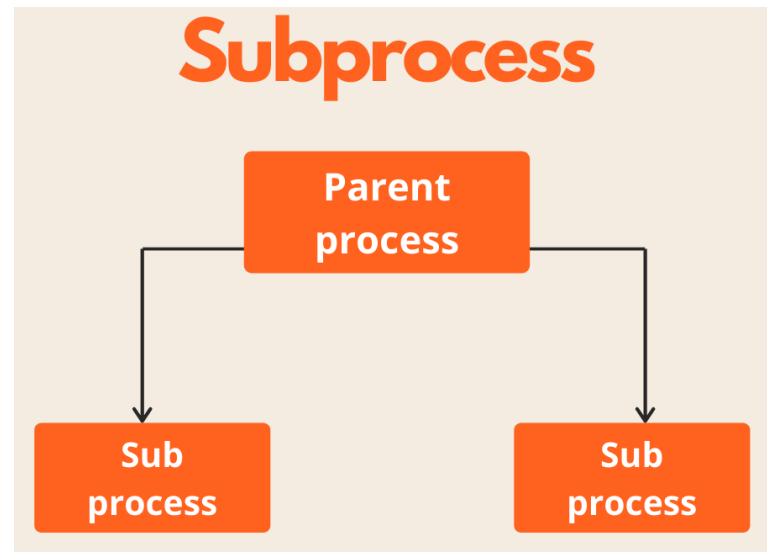 Subprocess
Parent
process
Sub
process
Sub
process